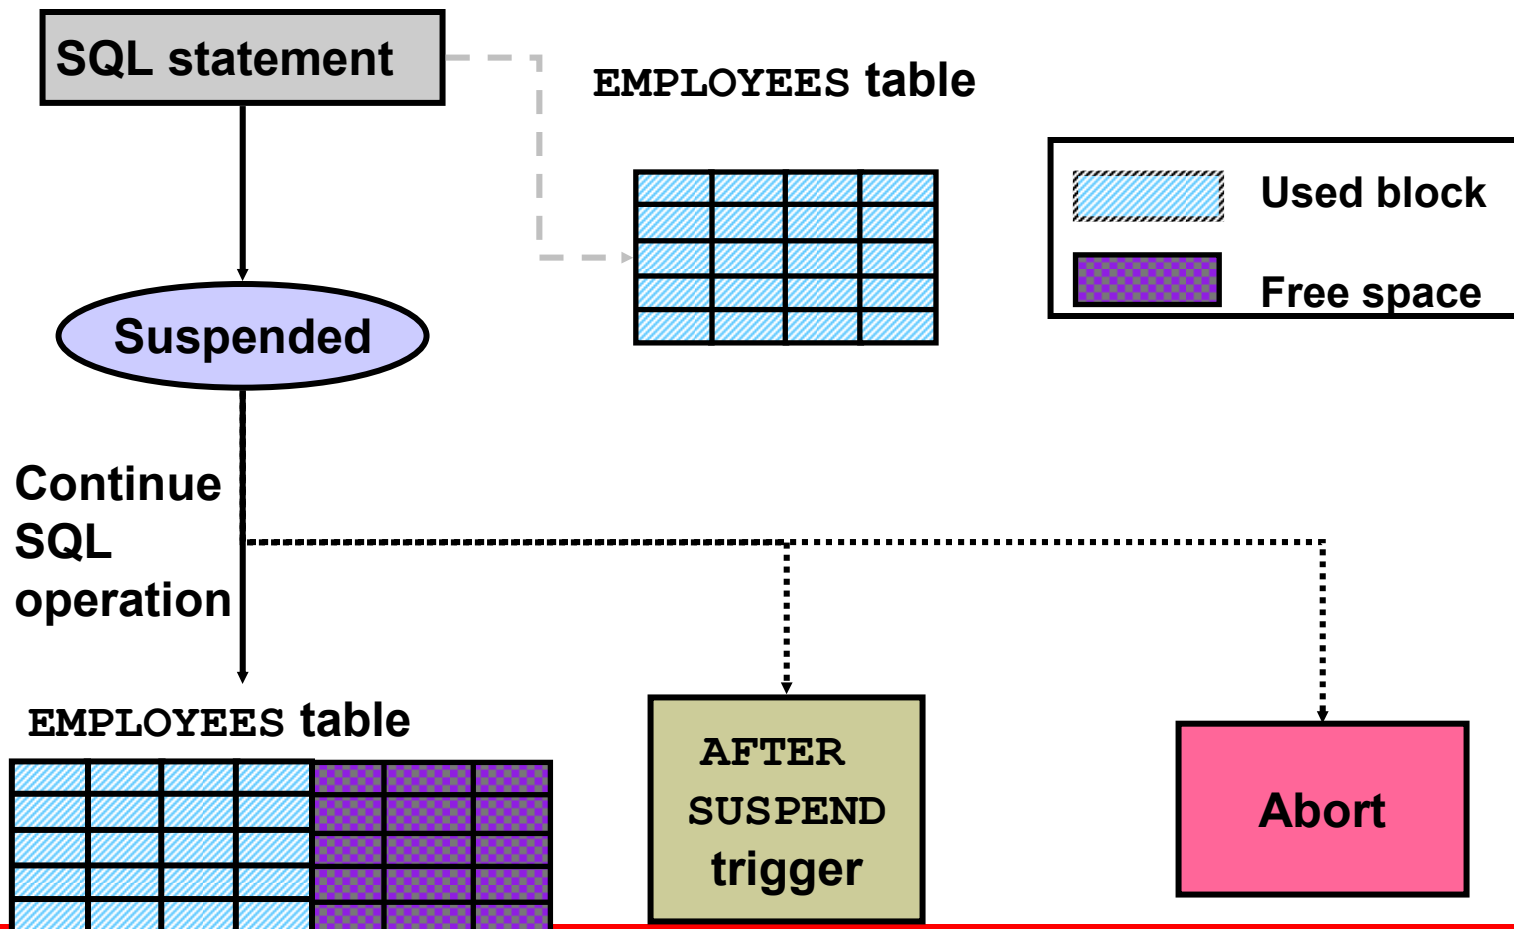 SQL statement
EMPLOYEES table
Used block
Free space
Suspended
Continue
SQL
operation
EMPLOYEES table
AFTER
SUSPEND
trigger
Abort